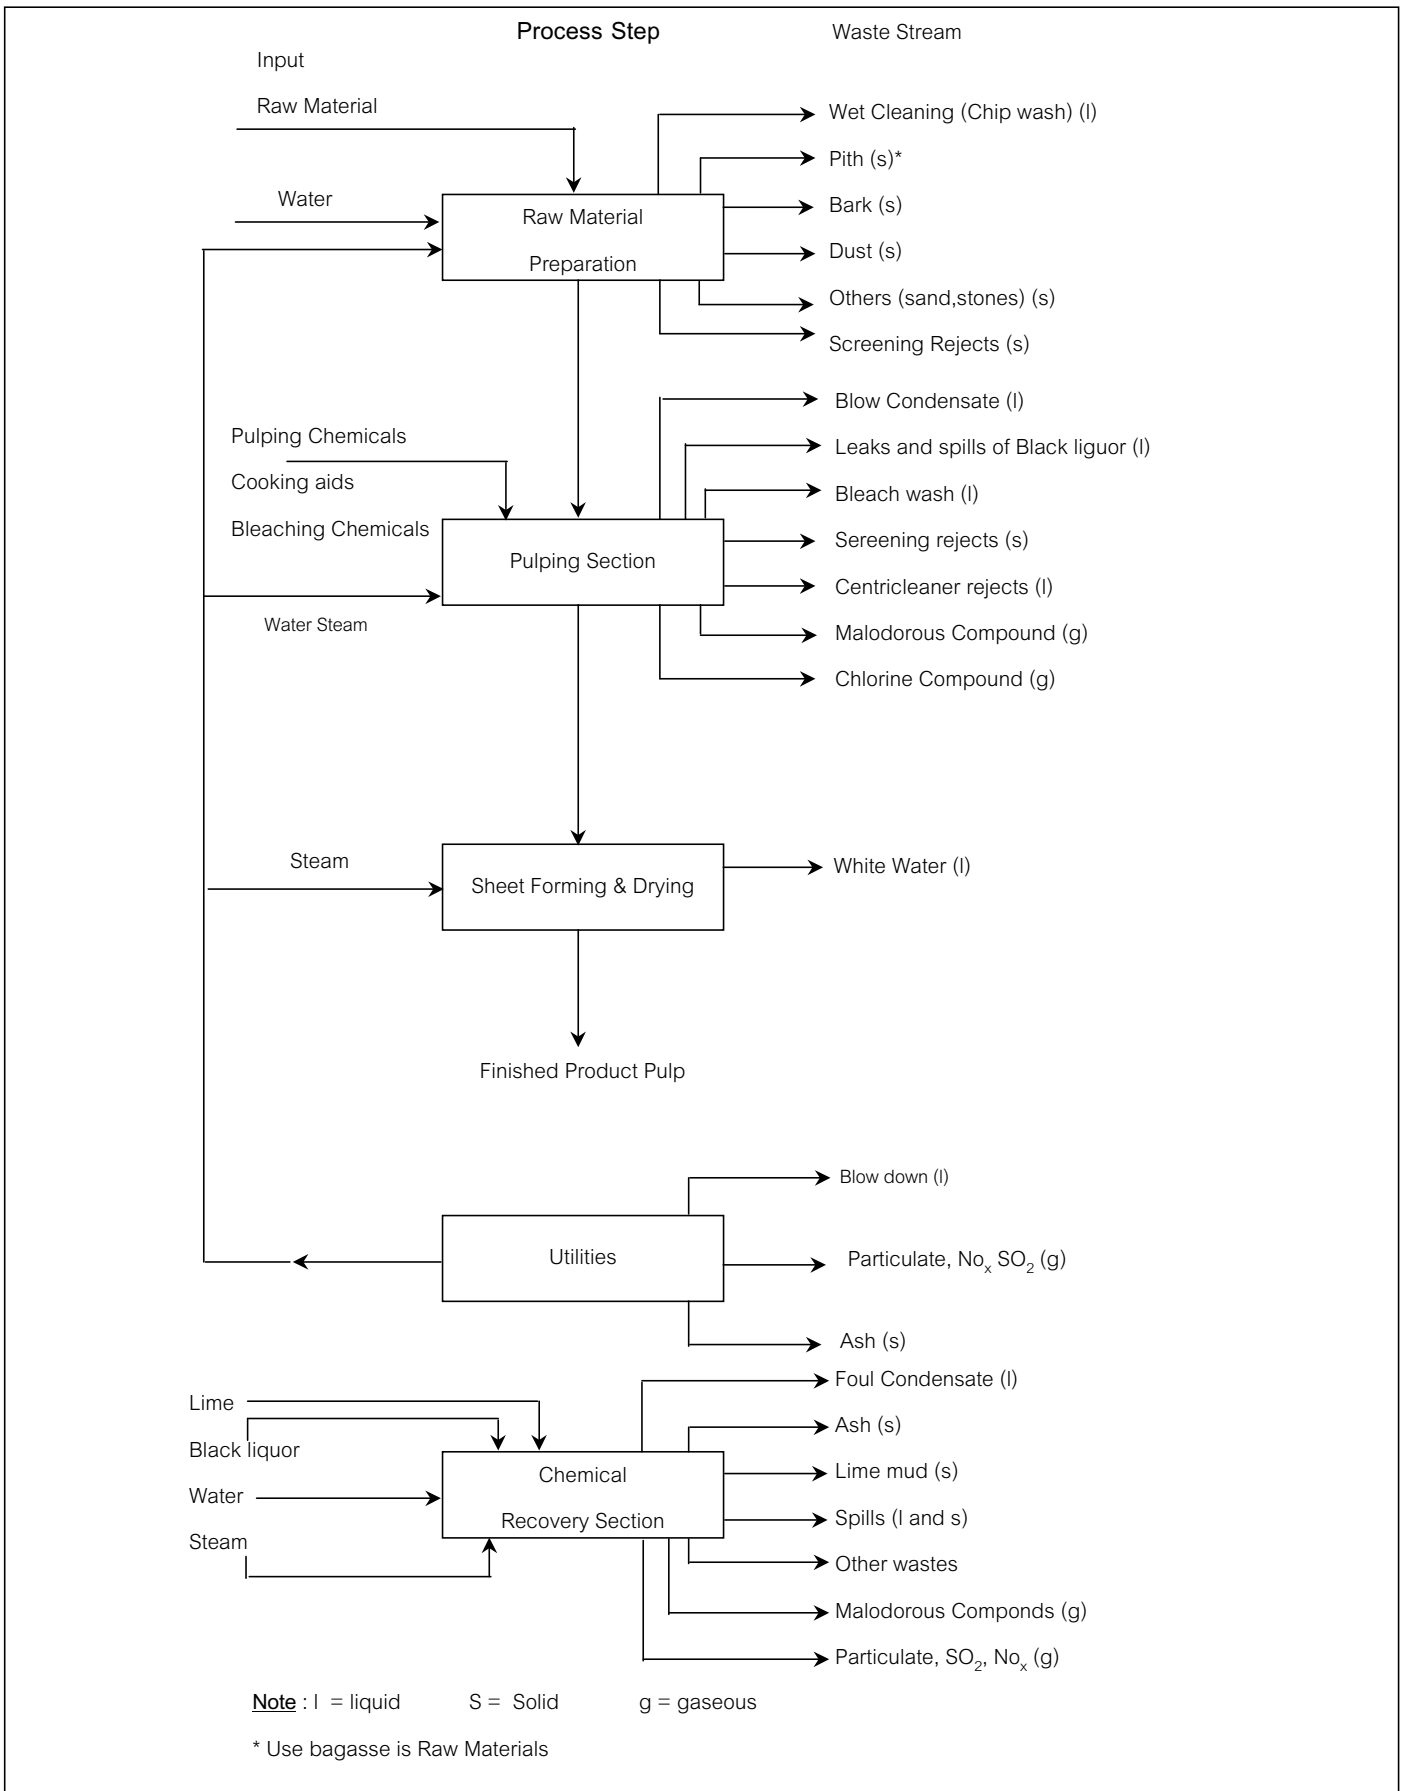 Process Step
Waste Stream
Input
Raw Material
Wet Cleaning (Chip wash) (l)
Pith (s)*
Water
Raw Material
Preparation
Bark (s)
Dust (s)
Others (sand,stones) (s)
Screening Rejects (s)
Blow Condensate (l)
Pulping Chemicals
Leaks and spills of Black liguor (l)
Cooking aids
Bleach wash (l)
Bleaching Chemicals
Sereening rejects (s)
Pulping Section
Centricleaner rejects (l)
Water Steam
Malodorous Compound (g)
Chlorine Compound (g)
Steam
Sheet Forming & Drying
White Water (l)
Finished Product Pulp
Blow down (l)
Utilities
Particulate, Noₓ SO₂ (g)
Ash (s)
Foul Condensate (l)
Lime
Ash (s)
Black liquor
Chemical
Recovery Section
Lime mud (s)
Water
Spills (l and s)
Steam
Other wastes
Malodorous Componds (g)
Particulate, SO₂, Noₓ (g)
Note : l = liquid S = Solid g = gaseous
* Use bagasse is Raw Materials